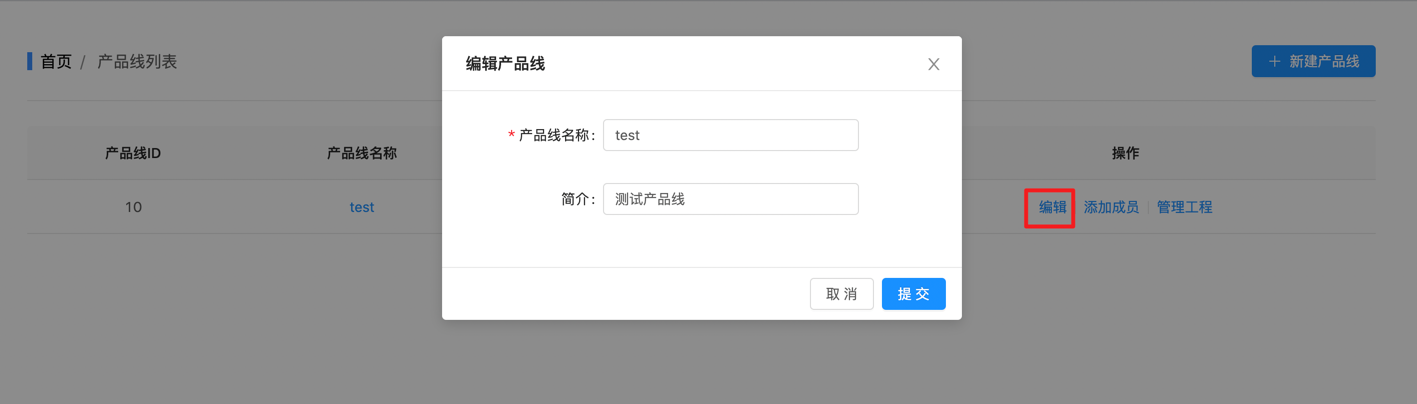 首页 / 产品线列表
+ 新建产品线
编辑产品线
* 产品线名称: test
简介: 测试产品线
取 消 提 交
产品线ID 产品线名称 操作
10 test 编辑 添加成员 管理工程